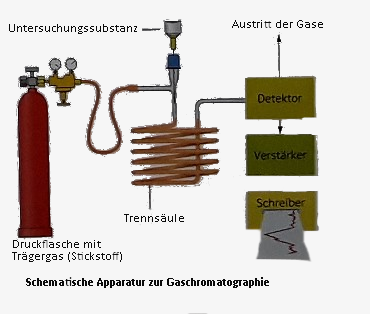 Untersuchungssubstanz
Austritt der Gase
Detektor
Verstärker
Schreiber
Trennsäule
Druckflasche mit
Trägergas (Stickstoff)
Schematische Apparatur zur Gaschromatographie